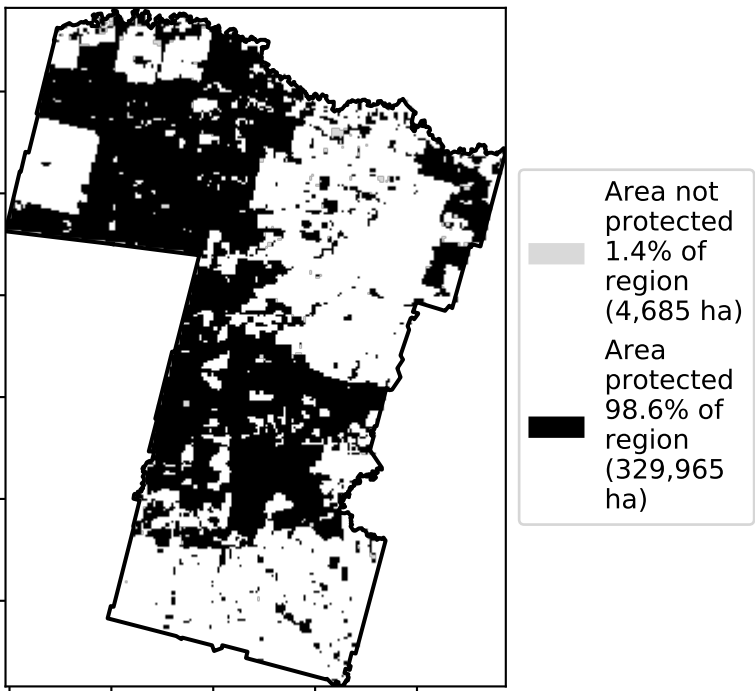 Area not
protected
1.4% of
region
(4,685 ha)
Area
protected
98.6% of
region
(329,965
ha)